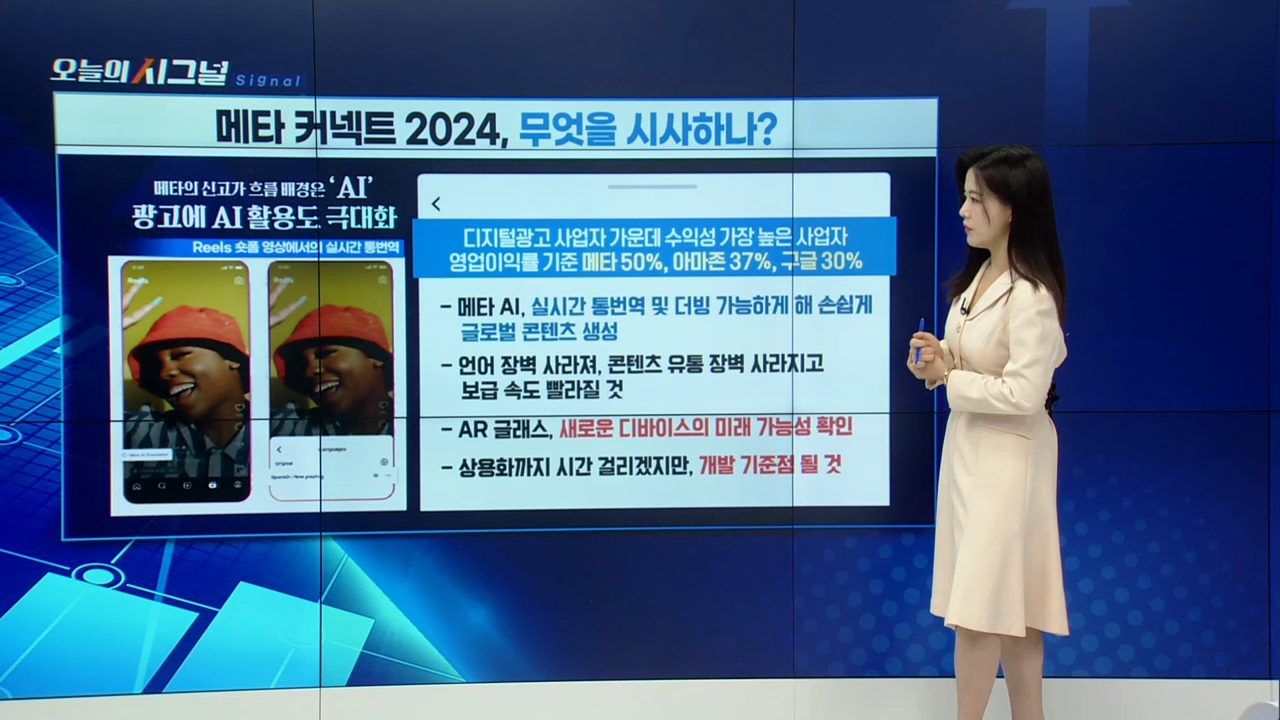 오늘의 시그널 Signal
메타 커넥트 2024, 무엇을 시사하나?
메타의 신고가 흐름 배경은 ‘AI’
광고에 AI 활용도 극대화
Reels 숏폼 영상에서의 실시간 통번역
Reels
Reels
Languages
Original
Spanish · Now playing
디지털광고 사업자 가운데 수익성 가장 높은 사업자
영업이익률 기준 메타 50%, 아마존 37%, 구글 30%
– 메타 AI, 실시간 통번역 및 더빙 가능하게 해 손쉽게
글로벌 콘텐츠 생성
– 언어 장벽 사라져, 콘텐츠 유통 장벽 사라지고
보급 속도 빨라질 것
– AR 글래스, 새로운 디바이스의 미래 가능성 확인
– 상용화까지 시간 걸리겠지만, 개발 기준점 될 것